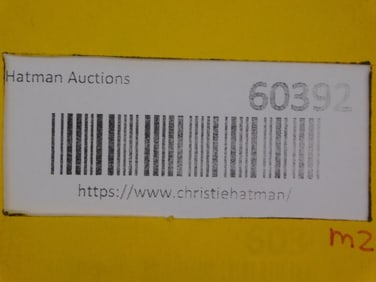 Hatman Auctions
60392
https://www.christiehatman/
m2